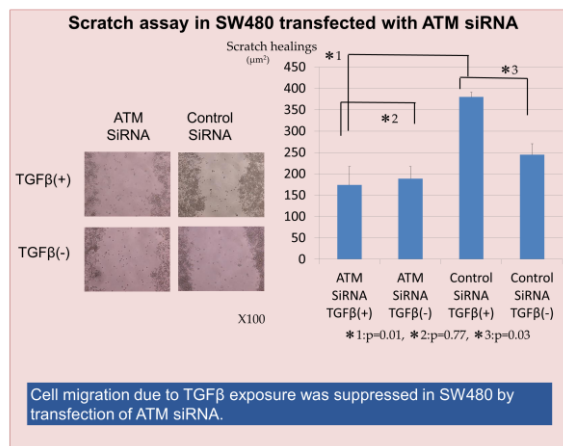 Scratch assay in SW480 transfected with ATM siRNA
Scratch healings
(μm²)
ATM
SiRNA
Control
SiRNA
TGFβ(+)
TGFβ(-)
X100
450
400
350
300
250
200
150
100
50
0
＊1
＊2
＊3
ATM
SiRNA
TGFβ(+)
ATM
SiRNA
TGFβ(-)
Control
SiRNA
TGFβ(+)
Control
SiRNA
TGFβ(-)
＊1:p=0.01, ＊2:p=0.77, ＊3:p=0.03
Cell migration due to TGFβ exposure was suppressed in SW480 by
transfection of ATM siRNA.